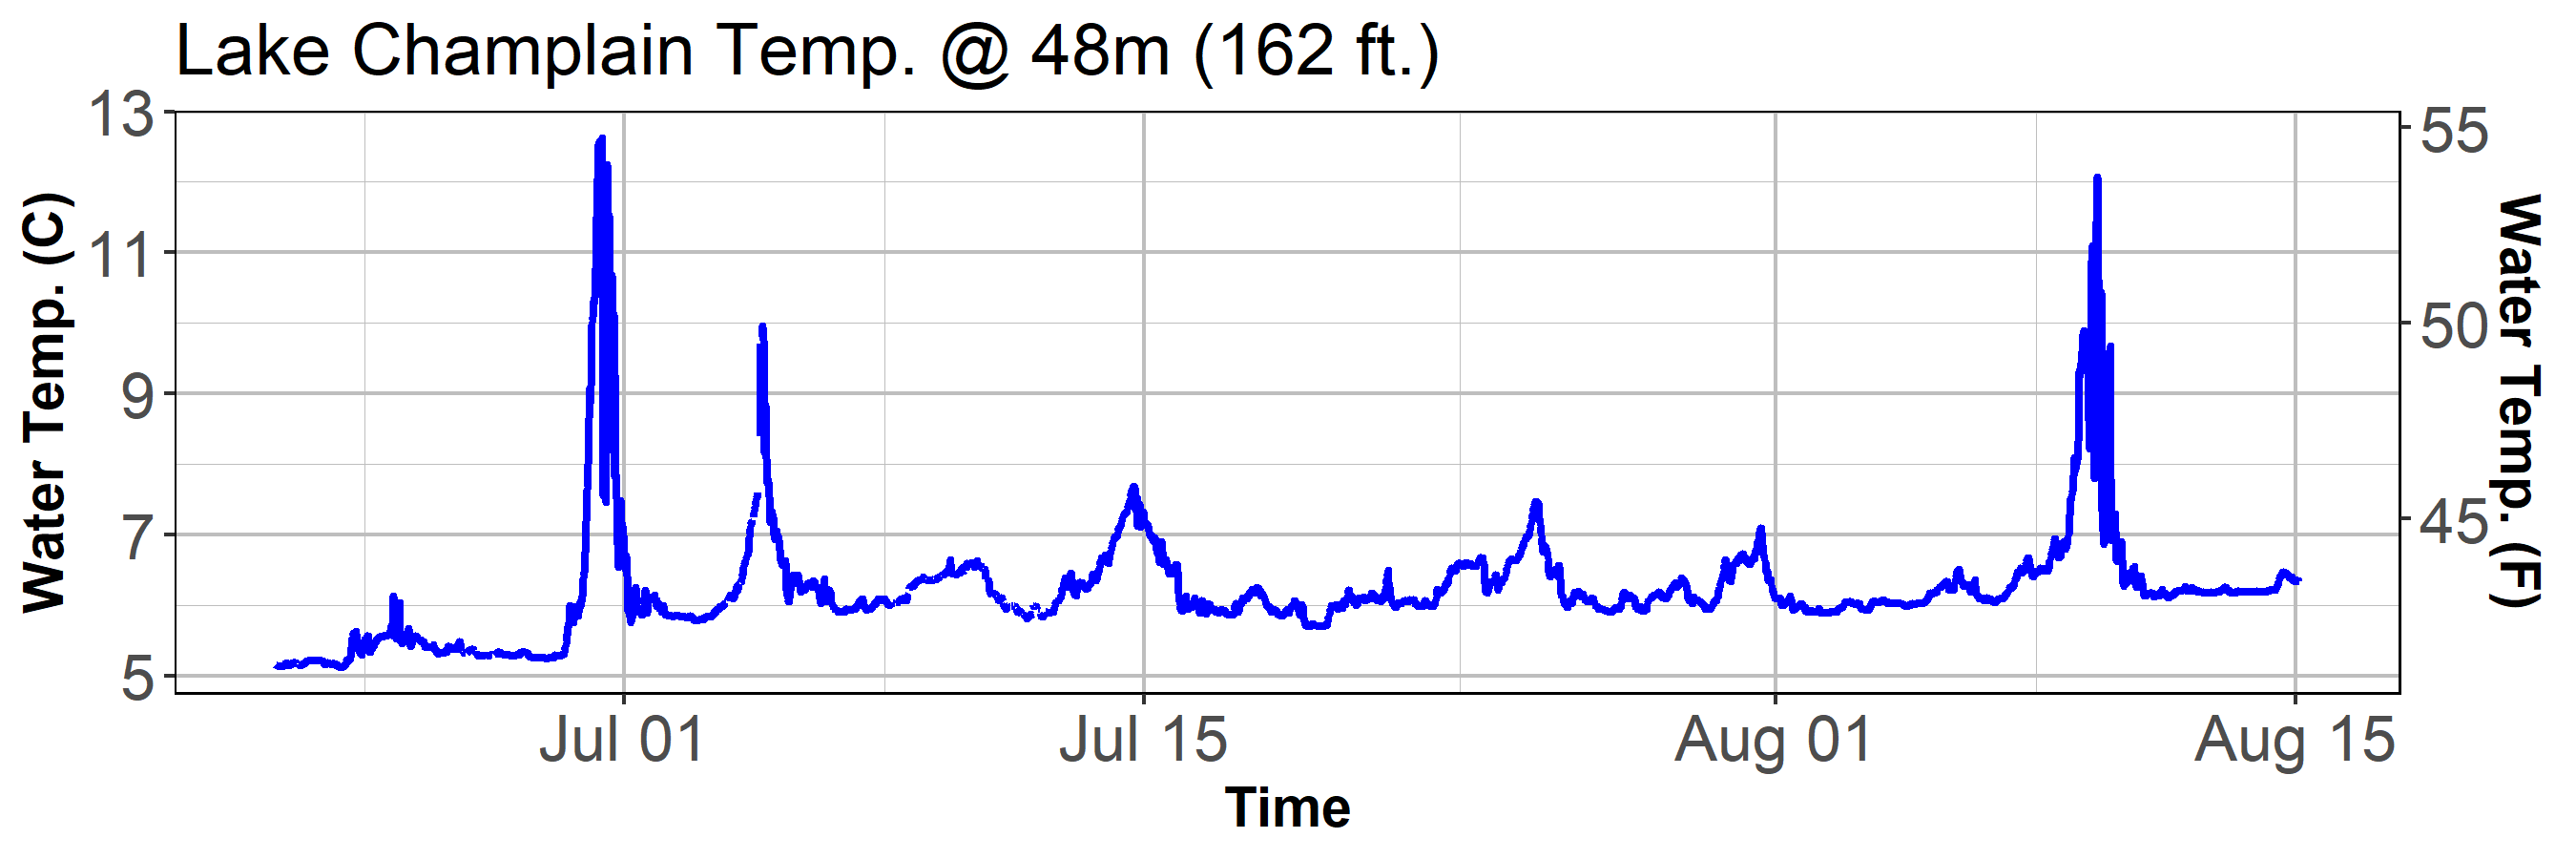 Lake Champlain Temp. @ 48m (162 ft.)
13
11
9
7
5
Water Temp. (C)
55
50
45
Water Temp. (F)
Jul 01 Jul 15 Aug 01 Aug 15
Time